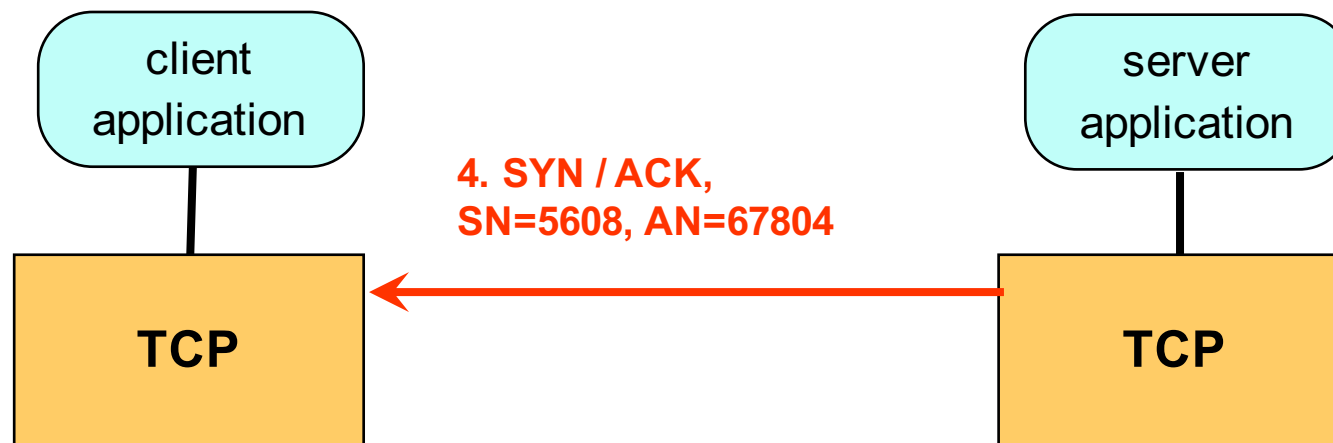 client
application
server
application
4. SYN / ACK,
SN=5608, AN=67804
TCP
TCP